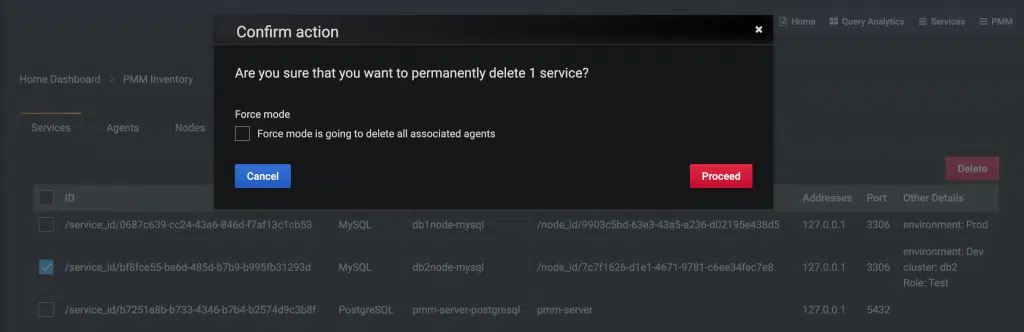 Confirm action
Home Query Analytics Services PMM
Are you sure that you want to permanently delete 1 service?
Home Dashboard > PMM Inventory
Force mode
Force mode is going to delete all associated agents
Services Agents Nodes
Cancel Proceed
Delete
ID Addresses Port Other Details
/service_id/0687c639-cc24-43a6-846d-f7af13c1cb53 MySQL db1node-mysql /node_id/9903c5bd-63e3-43a5-a236-d02195e438d5 127.0.0.1 3306 environment: Prod
environment: Dev
/service_id/bf8fce55-be6d-485d-b7b9-b995fb31293d MySQL db2node-mysql /node_id/7c7f1626-d1e1-4671-9781-c6ee34fec7e8 127.0.0.1 3306 cluster: db2
Role: Test
/service_id/b7251a8b-b733-4346-b7b4-b2574d9c3b8f PostgreSQL pmm-server-postgresql pmm-server 127.0.0.1 5432